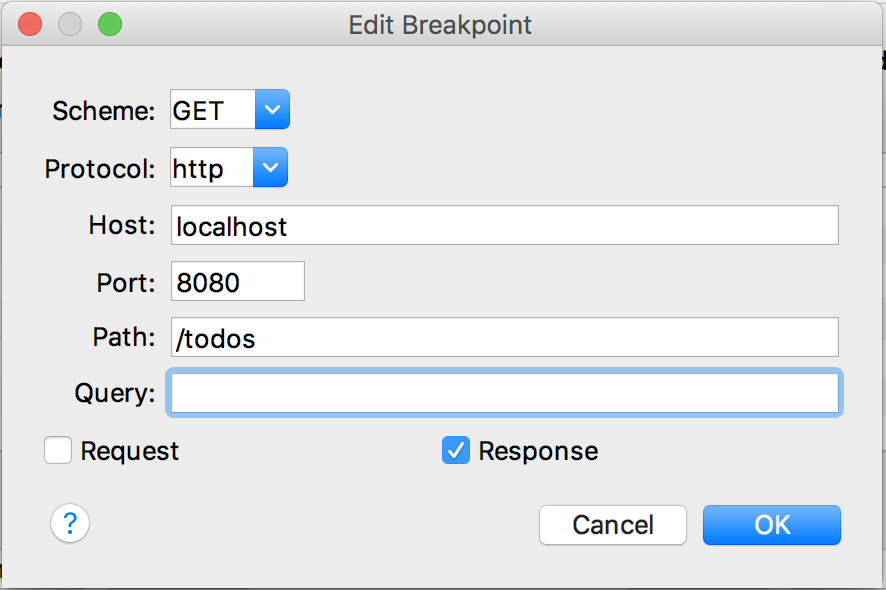 Edit Breakpoint
Scheme: GET
Protocol: http
Host: localhost
Port: 8080
Path: /todos
Query:
Request Response
? Cancel OK